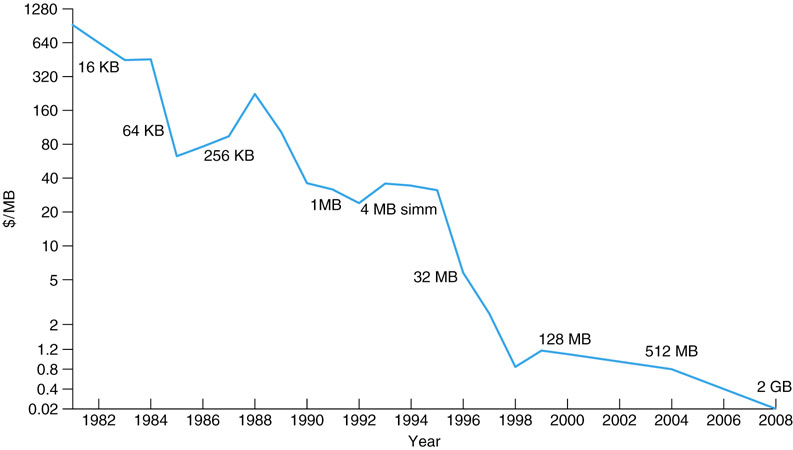 1280
640
320
160
80
40
20
10
5
2
1.2
0.8
0.4
0.02
$/MB
16 KB
64 KB
256 KB
1MB
4 MB simm
32 MB
128 MB
512 MB
2 GB
1982 1984 1986 1988 1990 1992 1994 1996 1998 2000 2002 2004 2006 2008
Year